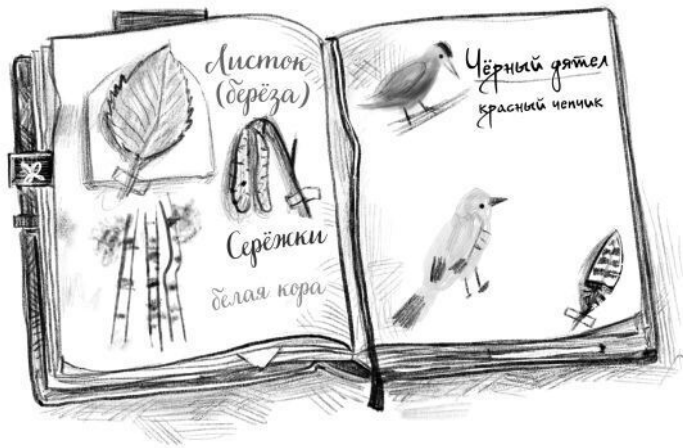 Листок
(берёза)
Серёжки
белая кора
Чёрный дятел
красный чепчик